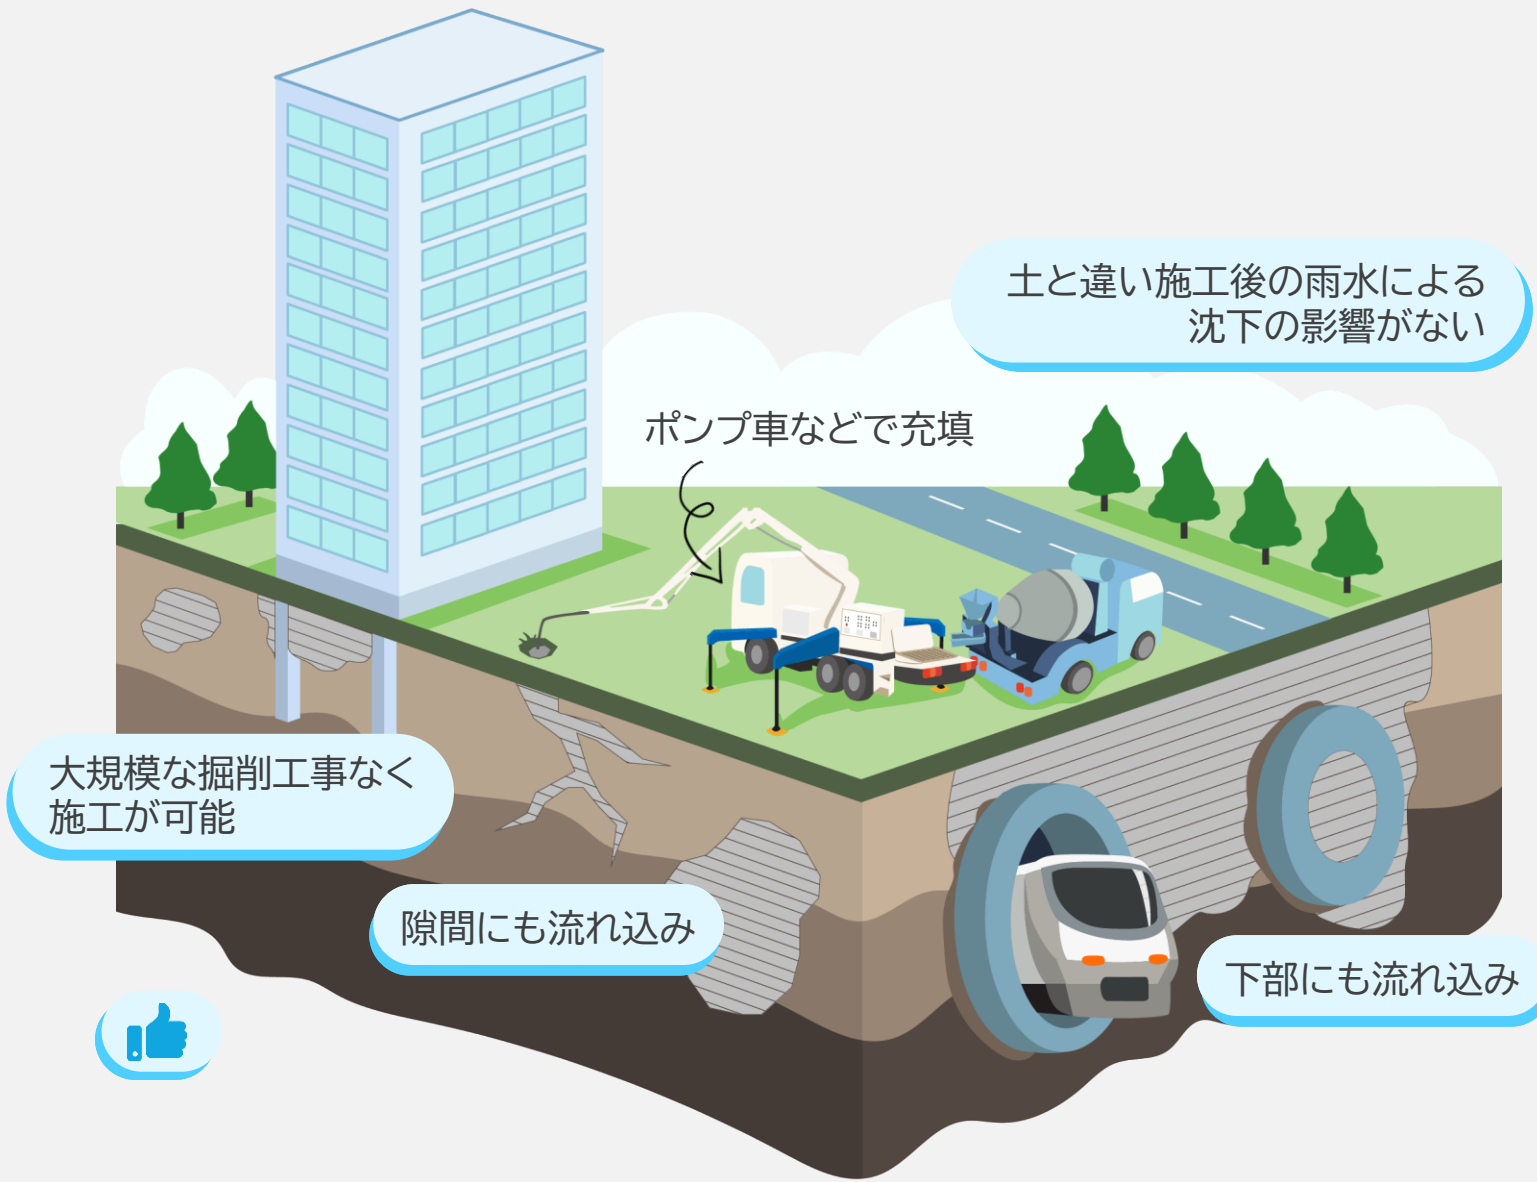 土と違い施工後の雨水による
沈下の影響がない
ポンプ車などで充填
大規模な掘削工事なく
施工が可能
隙間にも流れ込み
下部にも流れ込み